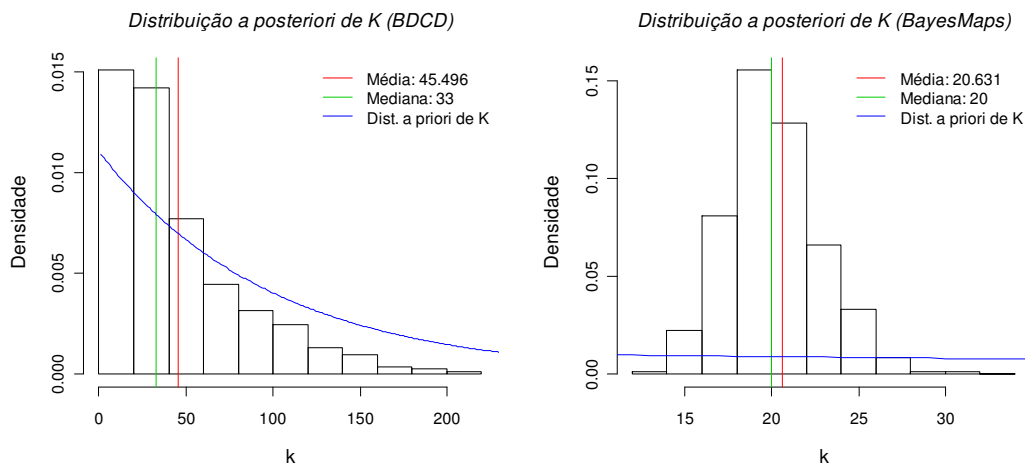 Distribuição a posteriori de K (BDCD)
Densidade
0.015
0.010
0.005
0.000
Média: 45.496
Mediana: 33
Dist. a priori de K
0
50
100
150
200
k
Distribuição a posteriori de K (BayesMaps)
Densidade
0.15
0.10
0.05
0.00
Média: 20.631
Mediana: 20
Dist. a priori de K
15
20
25
30
k